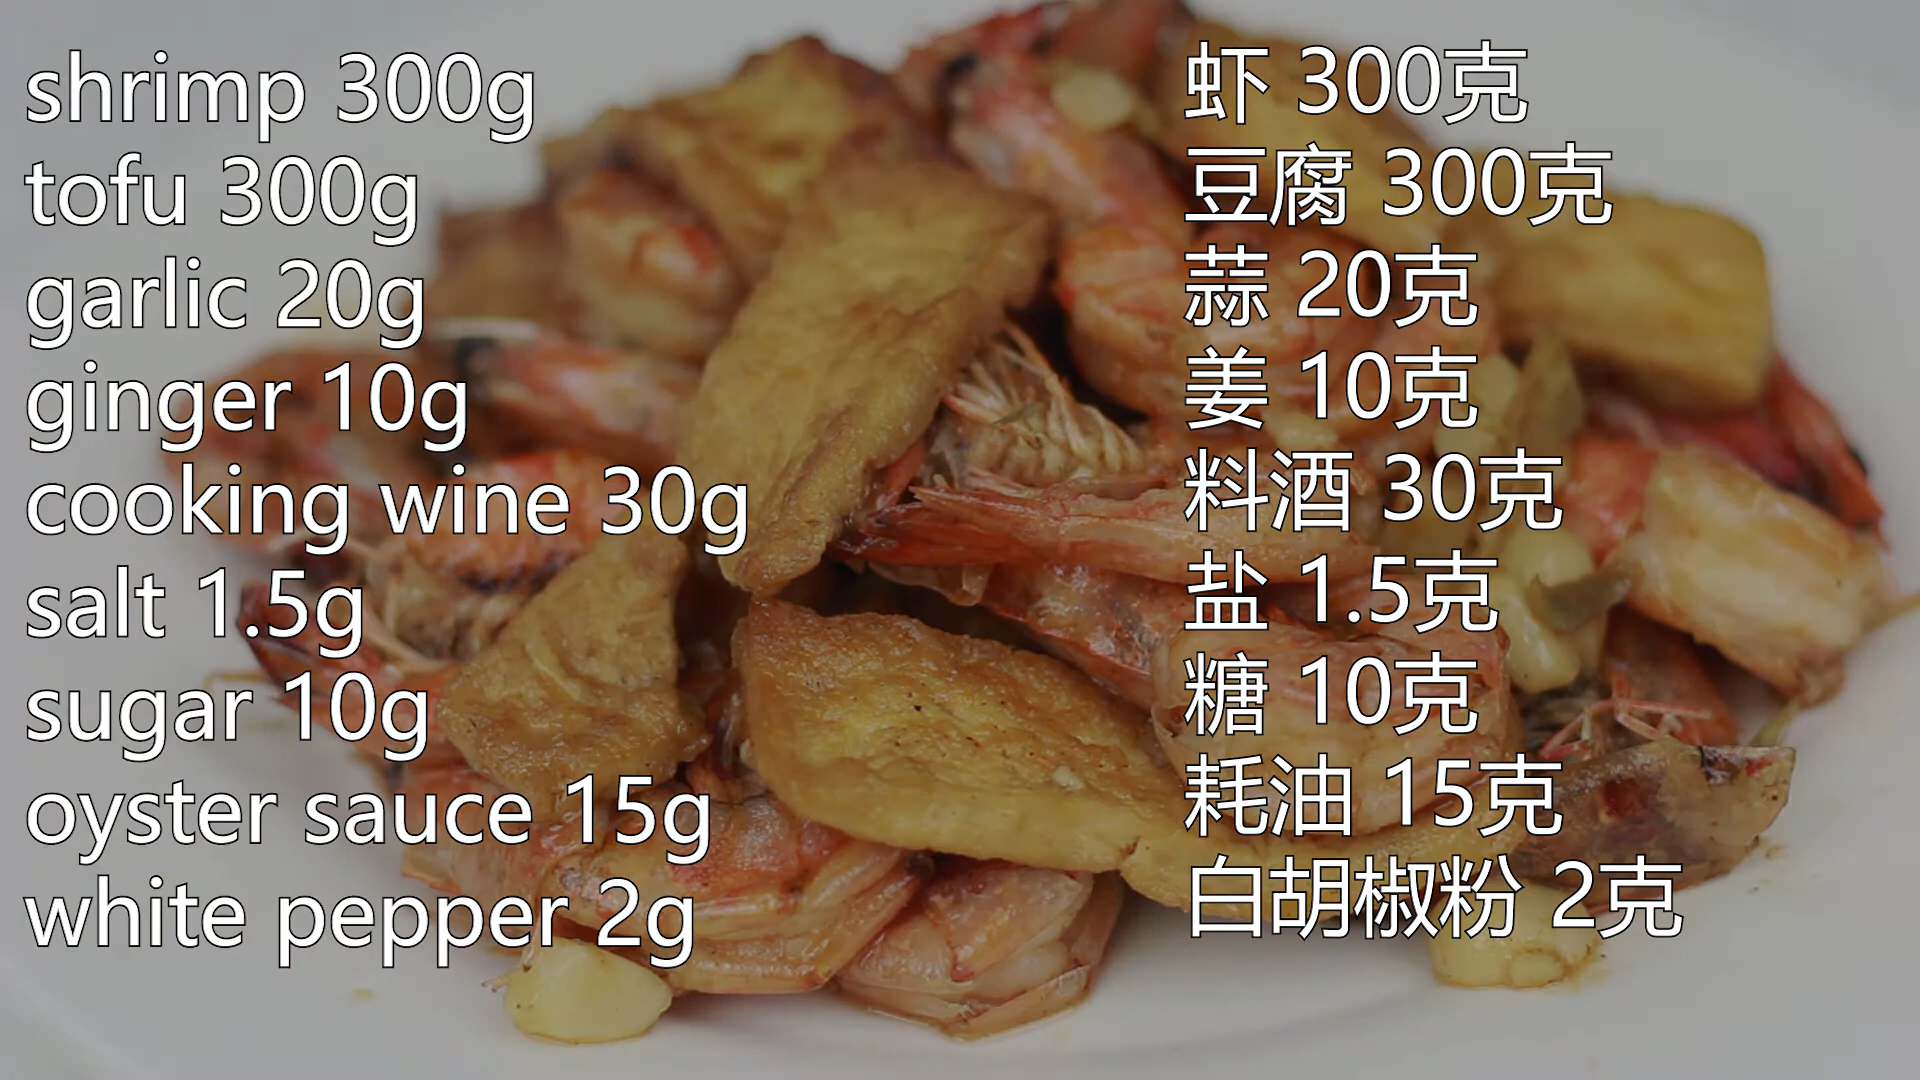 shrimp 300g
tofu 300g
garlic 20g
ginger 10g
cooking wine 30g
salt 1.5g
sugar 10g
oyster sauce 15g
white pepper 2g
虾 300克
豆腐 300克
蒜 20克
姜 10克
料酒 30克
盐 1.5克
糖 10克
耗油 15克
白胡椒粉 2克